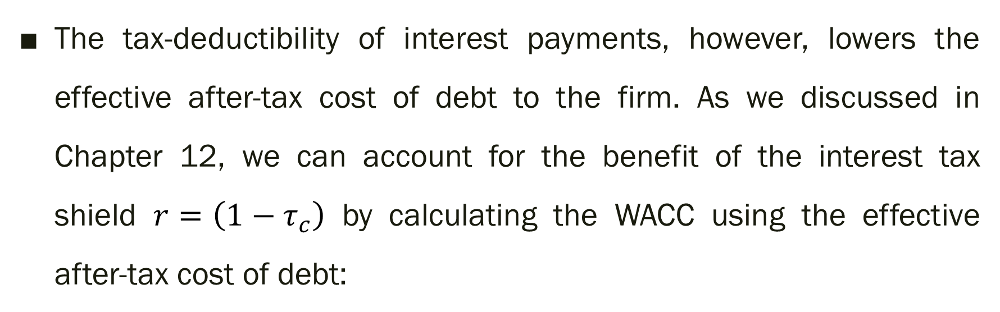 ■ The tax-deductibility of interest payments, however, lowers the
effective after-tax cost of debt to the firm. As we discussed in
Chapter 12, we can account for the benefit of the interest tax
shield 𝑟 = (1 − 𝜏𝑐) by calculating the WACC using the effective
after-tax cost of debt: